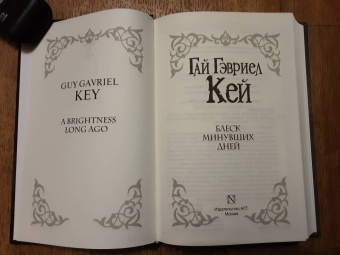 GUY GAVRIEL
KEY
A BRIGHTNESS
LONG AGO
Гай Гэвриел
Кей
БЛЕСК
МИНУВШИХ
ДНЕЙ
N
Издательство АСТ
Москва